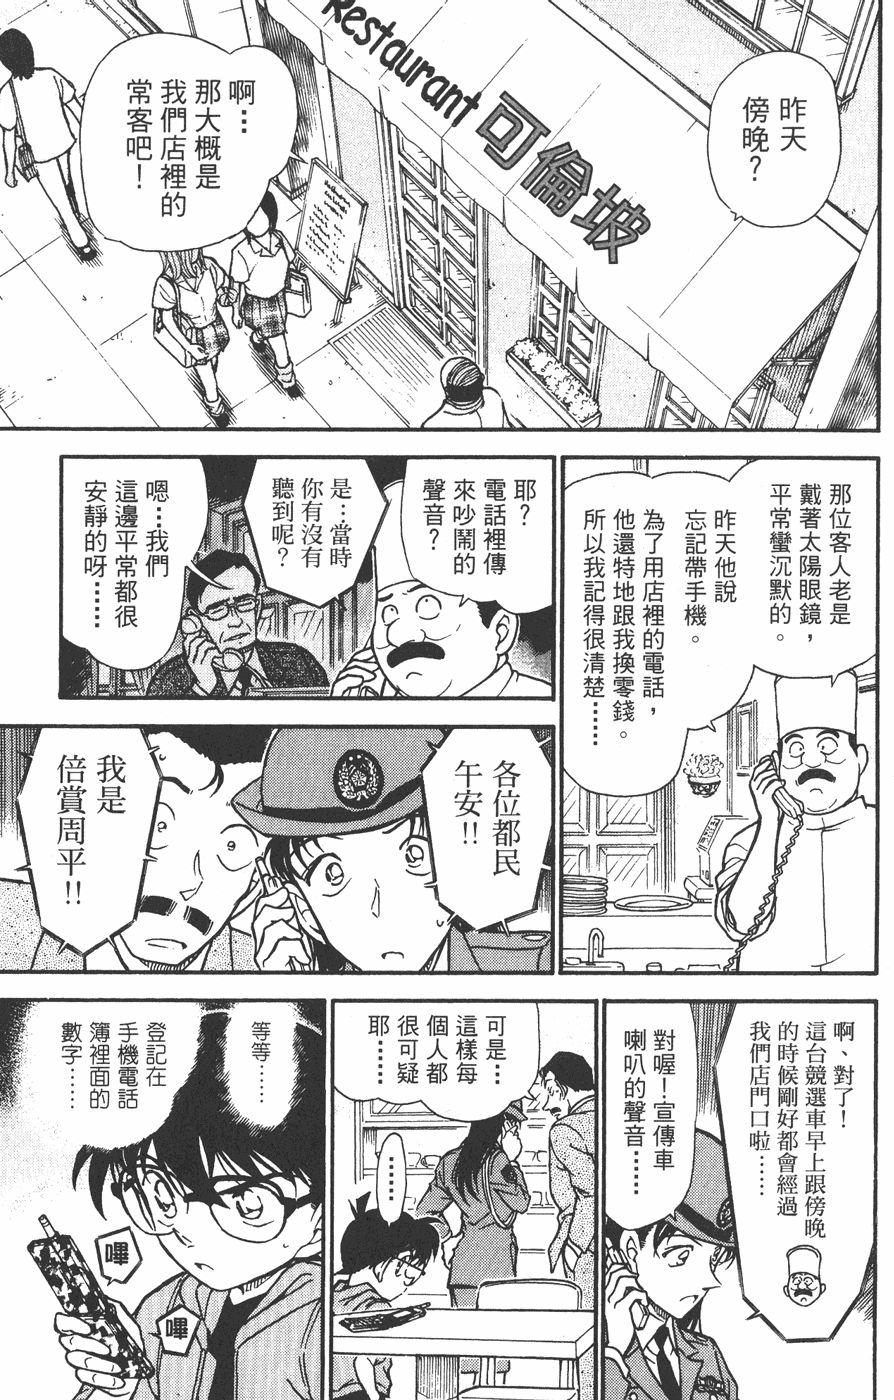 Restaurant 可倫坡
昨天
傍晚？
啊…
那大概是
我們店裡的
常客吧！
那位客人老是
戴著太陽眼鏡，
平常蠻沉默的。
昨天他說
忘記帶手機。
為了用店裡的電話，
他還特地跟我換零錢。
所以我記得很清楚……
耶？
電話裡傳
來吵鬧的
聲音？
是…當時
你有沒有
聽到呢？
嗯…我們
這邊平常都很
安靜的呀……
各位都民
午安!!
我是
倍賞周平!!
啊、對了！
這台競選車早上跟傍晚
的時候剛好都會經過
我們店門口啦……
對喔！宣傳車
喇叭的聲音……
可是…
這樣每
個人都
很可疑
耶……
……
等等……
登記在
手機電話
簿裡面的
數字……
嗶
嗶